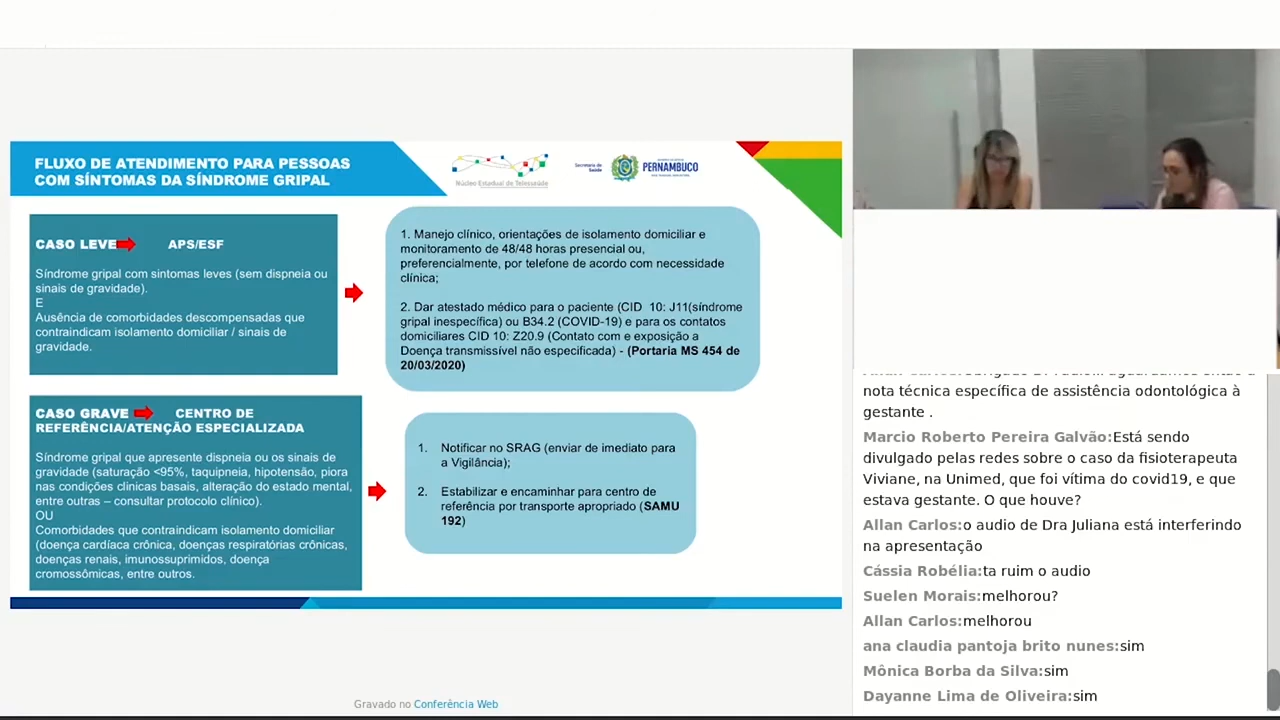 FLUXO DE ATENDIMENTO PARA PESSOAS
COM SÍNTOMAS DA SÍNDROME GRIPAL
Núcleo Estadual de Telessaúde
Secretaria de
Saúde
PERNAMBUCO
CASO LEVE APS/ESF
Síndrome gripal com sintomas leves (sem dispneia ou
sinais de gravidade).
E
Ausência de comorbidades descompensadas que
contraindicam isolamento domiciliar / sinais de
gravidade.
1. Manejo clínico, orientações de isolamento domiciliar e
monitoramento de 48/48 horas presencial ou,
preferencialmente, por telefone de acordo com necessidade
clínica;
2. Dar atestado médico para o paciente (CID 10: J11(síndrome
gripal inespecífica) ou B34.2 (COVID-19) e para os contatos
domiciliares CID 10: Z20.9 (Contato com e exposição a
Doença transmissível não especificada) - (Portaria MS 454 de
20/03/2020)
CASO GRAVE CENTRO DE
REFERÊNCIA/ATENÇÃO ESPECIALIZADA
Síndrome gripal que apresente dispneia ou os sinais de
gravidade (saturação <95%, taquipneia, hipotensão, piora
nas condições clinicas basais, alteração do estado mental,
entre outras – consultar protocolo clínico).
OU
Comorbidades que contraindicam isolamento domiciliar
(doença cardíaca crônica, doenças respiratórias crônicas,
doenças renais, imunossuprimidos, doença
cromossômicas, entre outros.
1. Notificar no SRAG (enviar de imediato para
a Vigilância);
2. Estabilizar e encaminhar para centro de
referência por transporte apropriado (SAMU
192)
Gravado no Conferência Web
nota técnica específica de assistência odontológica à
gestante .
Marcio Roberto Pereira Galvão:Está sendo
divulgado pelas redes sobre o caso da fisioterapeuta
Viviane, na Unimed, que foi vítima do covid19, e que
estava gestante. O que houve?
Allan Carlos:o audio de Dra Juliana está interferindo
na apresentação
Cássia Robélia:ta ruim o audio
Suelen Morais:melhorou?
Allan Carlos:melhorou
ana claudia pantoja brito nunes:sim
Mônica Borba da Silva:sim
Dayanne Lima de Oliveira:sim